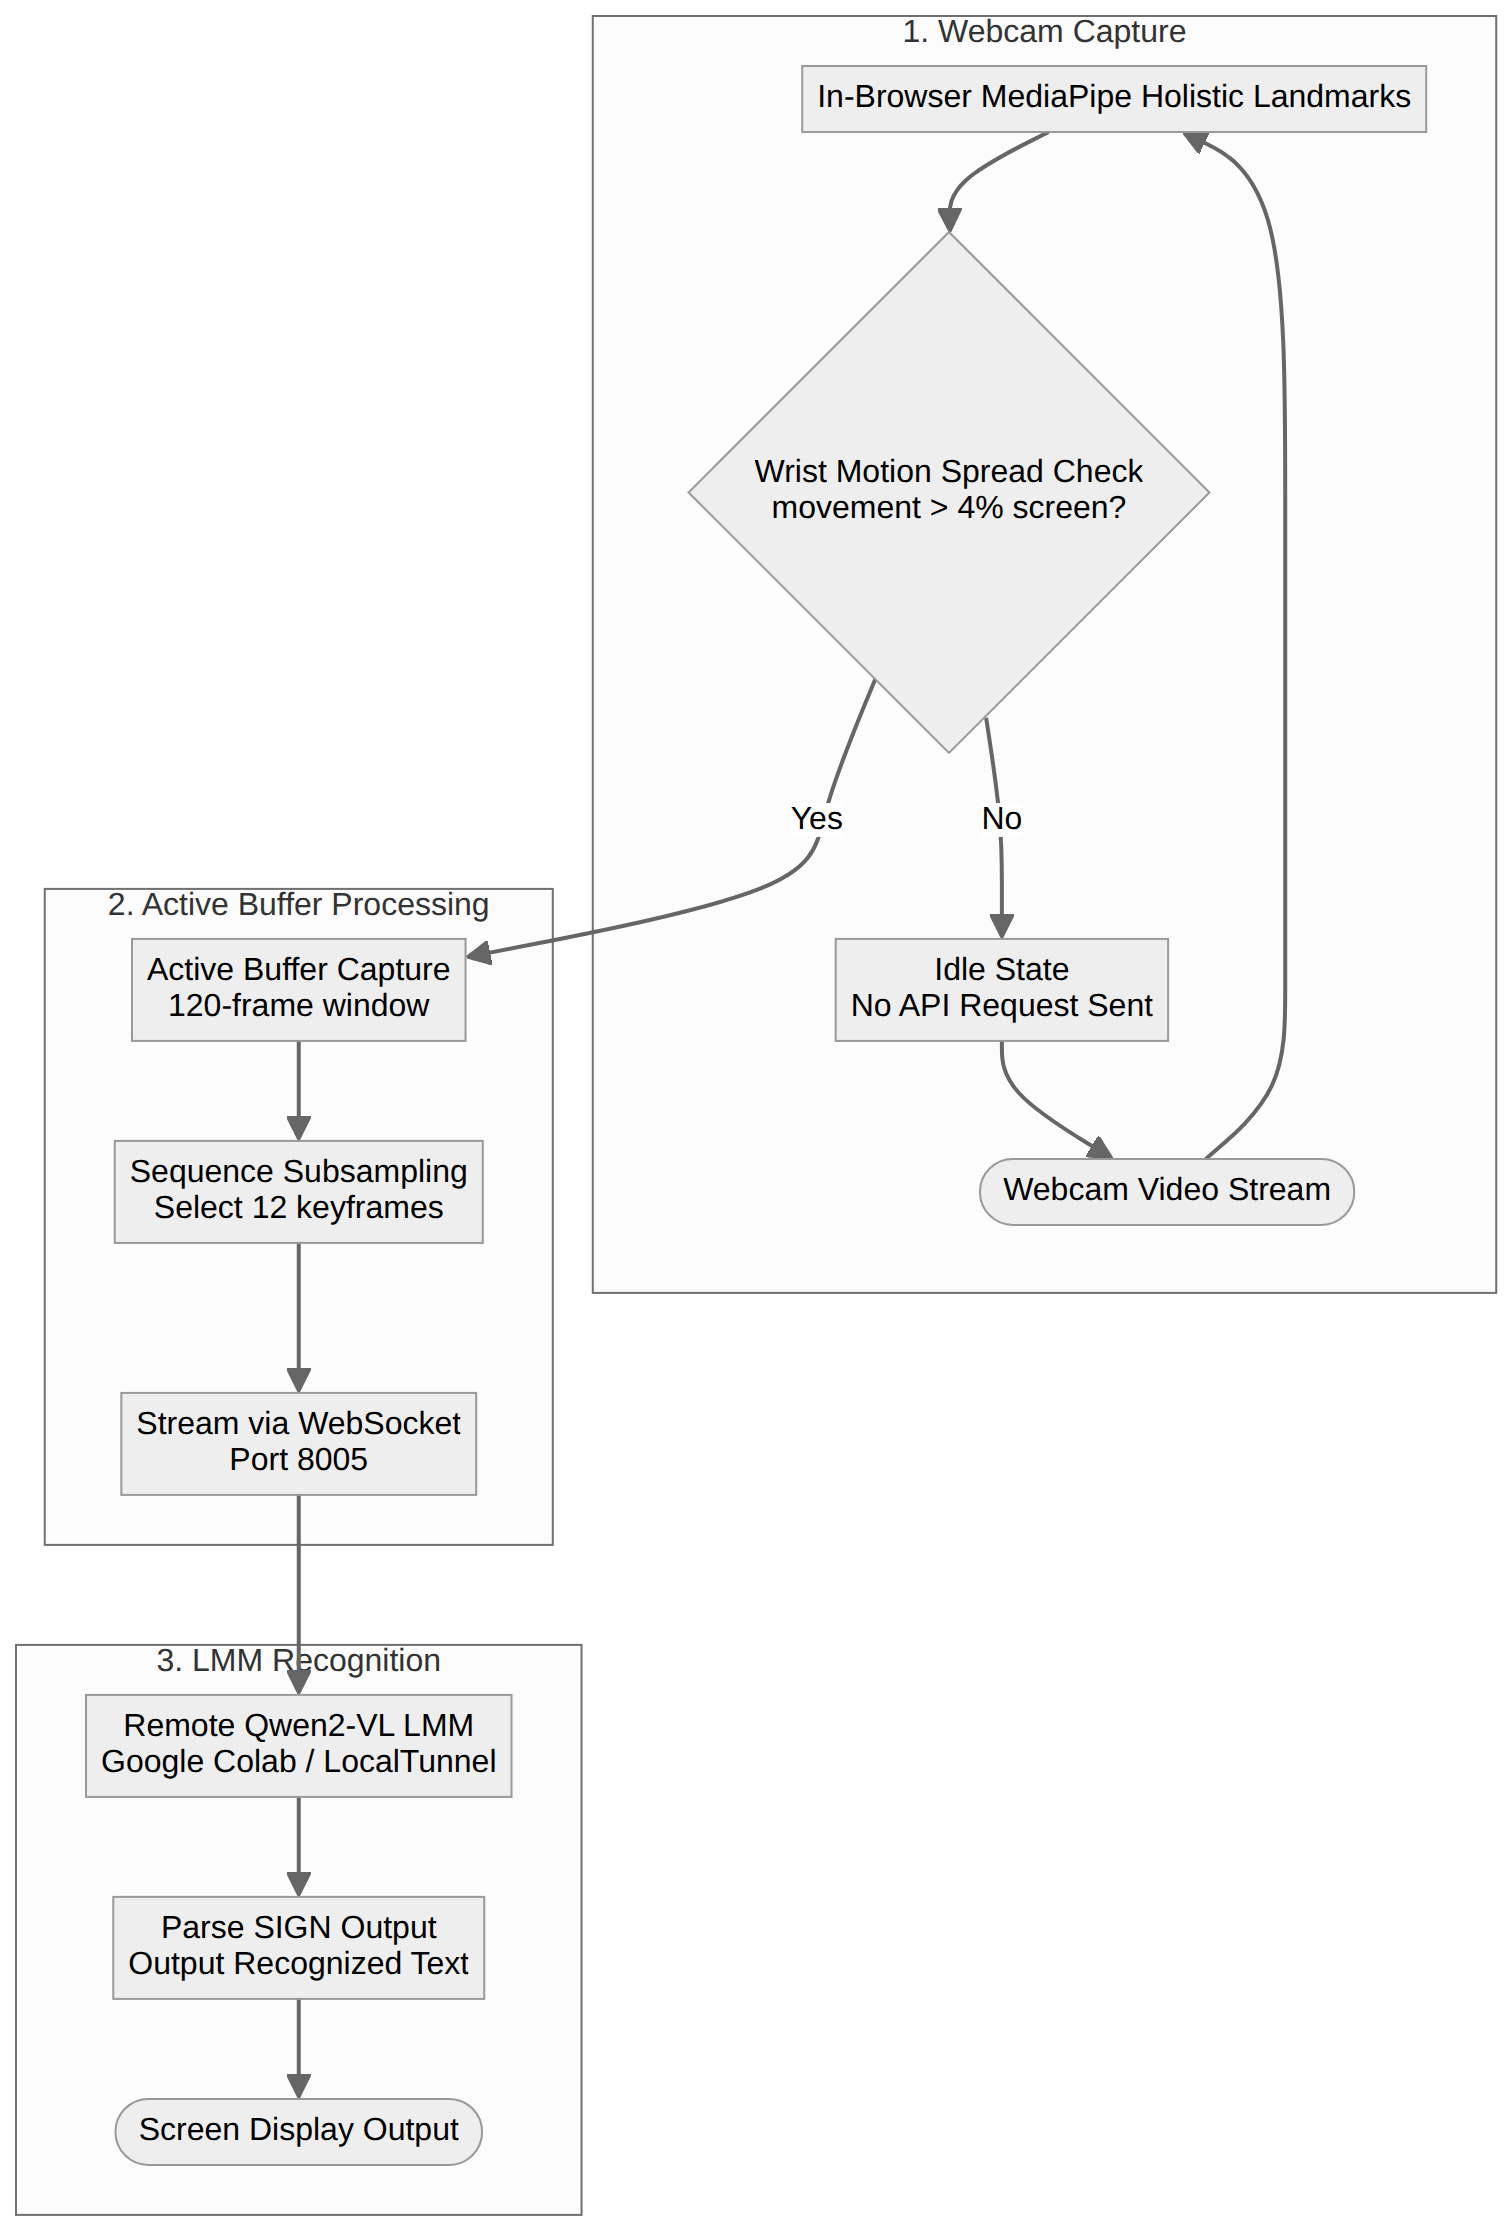 1. Webcam Capture
In-Browser MediaPipe Holistic Landmarks
Wrist Motion Spread Check
movement > 4% screen?
Yes
No
2. Active Buffer Processing
Active Buffer Capture
120-frame window
Idle State
No API Request Sent
Sequence Subsampling
Select 12 keyframes
Webcam Video Stream
Stream via WebSocket
Port 8005
3. LMM Recognition
Remote Qwen2-VL LMM
Google Colab / LocalTunnel
Parse SIGN Output
Output Recognized Text
Screen Display Output